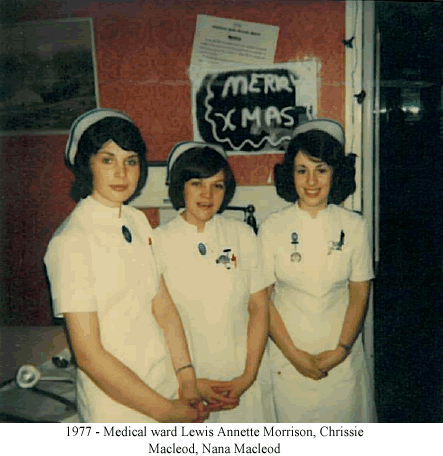 MERRY
XMAS
1977 - Medical ward Lewis Annette Morrison, Chrissie
Macleod, Nana Macleod